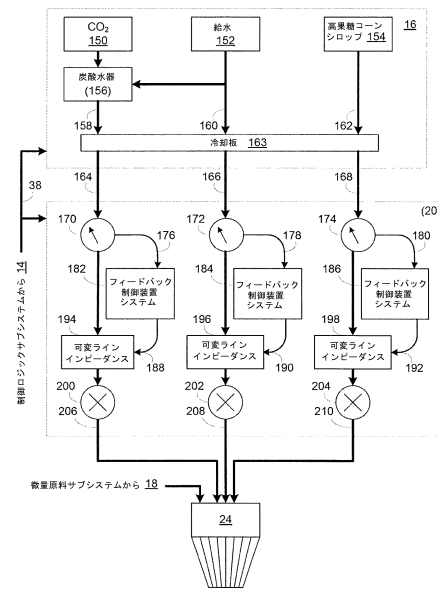 CO₂
150
給水
152
高果糖コーン
シロップ 154
16
炭酸水器
(156)
158
160
162
冷却板 163
164
166
168
38
(20
170
172
174
176
178
180
182
184
186
フィードバック
制御装置
システム
フィードバック
制御装置
システム
フィードバック
制御装置
システム
制御ロジックサブシステムから 14
194
196
198
可変ライン
インピーダンス
可変ライン
インピーダンス
可変ライン
インピーダンス
188
190
192
200
202
204
206
208
210
微量原料サブシステムから 18
24